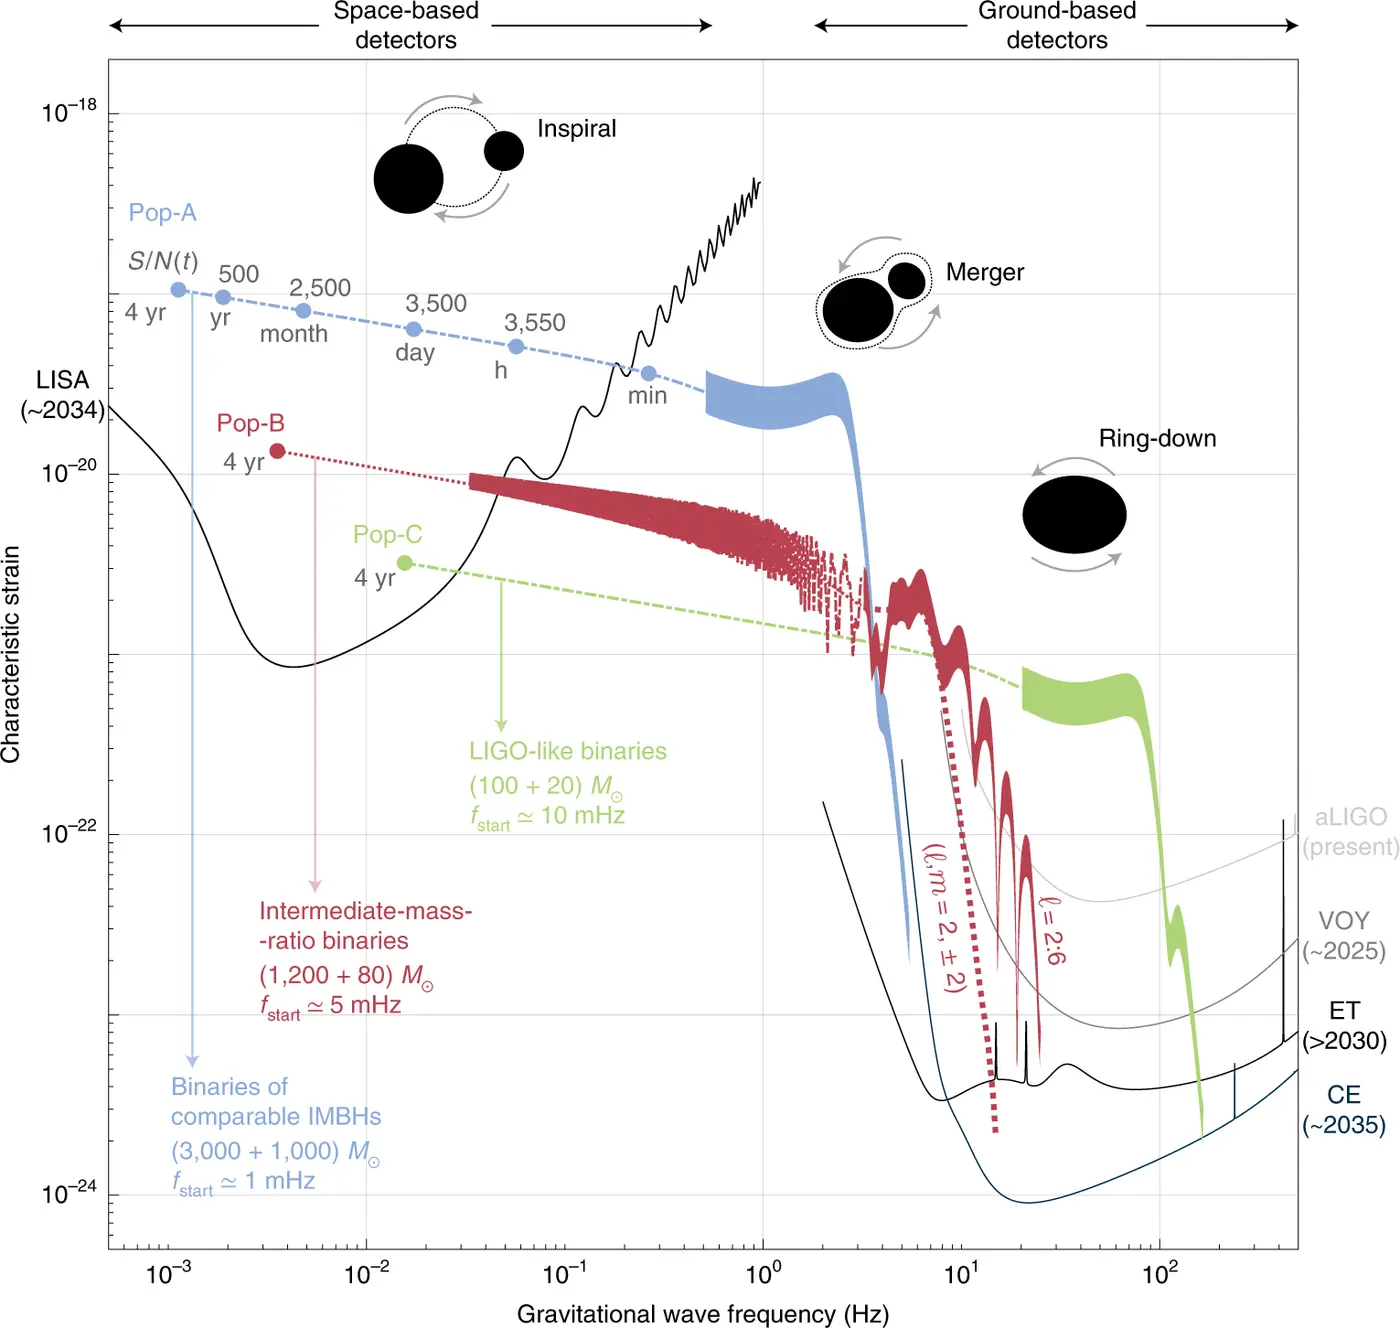 Space-based
detectors
Ground-based
detectors
10−18
Inspiral
Pop-A
S/N(t)
500
2,500
3,500
3,550
4 yr
yr
month
day
h
min
Merger
LISA
(~2034)
Pop-B
4 yr
10−20
Ring-down
Pop-C
4 yr
Characteristic strain
LIGO-like binaries
(100 + 20) M⊙
fstart ≃ 10 mHz
10−22
aLIGO
(present)
(ℓ,m = 2, ± 2)
ℓ = 2:6
Intermediate-mass-
-ratio binaries
(1,200 + 80) M⊙
fstart ≃ 5 mHz
VOY
(~2025)
ET
(>2030)
Binaries of
comparable IMBHs
(3,000 + 1,000) M⊙
fstart ≃ 1 mHz
CE
(~2035)
10−24
10−3
10−2
10−1
100
101
102
Gravitational wave frequency (Hz)